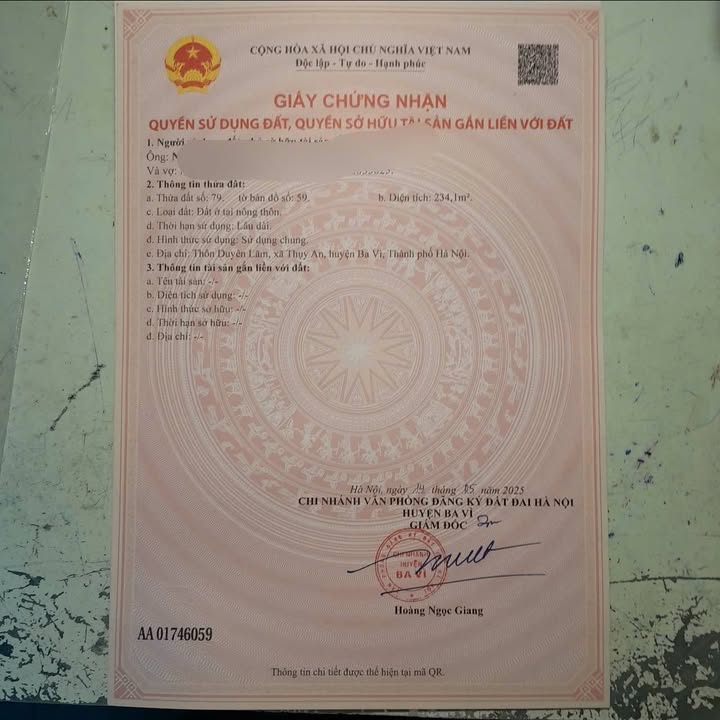 CỘNG HÒA XÃ HỘI CHỦ NGHĨA VIỆT NAM
Độc lập - Tự do - Hạnh phúc
GIẤY CHỨNG NHẬN
QUYỀN SỬ DỤNG ĐẤT, QUYỀN SỞ HỮU TÀI SẢN GẮN LIỀN VỚI ĐẤT
1. Người
Ông:
Và vợ:
2. Thông tin thửa đất:
a. Thửa đất số: 79. tờ bản đồ số: 59. b. Diện tích: 234,1m².
c. Loại đất: Đất ở tại nông thôn.
d. Thời hạn sử dụng: Lâu dài.
đ. Hình thức sử dụng: Sử dụng chung.
e. Địa chỉ: Thôn Duyên Lãm, xã Thụy An, huyện Ba Vì, Thành phố Hà Nội.
3. Thông tin tài sản gắn liền với đất:
a. Tên tài sản: -/-
b. Diện tích sử dụng: -/-
c. Hình thức sở hữu: -/-
d. Thời hạn sở hữu: -/-
đ. Địa chỉ: -/-
Hà Nội, ngày tháng 05 năm 2025
CHI NHÁNH VĂN PHÒNG ĐĂNG KÝ ĐẤT ĐAI HÀ NỘI
HUYỆN BA VÌ
GIÁM ĐỐC
CHI NHÁNH
HUYỆN
BA VÌ
Hoàng Ngọc Giang
AA 01746059
Thông tin chi tiết được thể hiện tại mã QR.